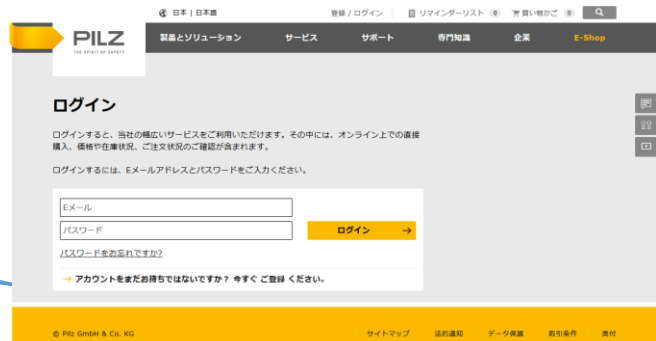 日本 | 日本語
登録 / ログイン
リマインダーリスト 0
買い物かご 0
PILZ
THE SPIRIT OF SAFETY
製品とソリューション
サービス
サポート
専門知識
企業
E-Shop
ログイン
ログインすると、当社の幅広いサービスをご利用いただけます。その中には、オンライン上での直接
購入、価格や在庫状況、ご注文状況のご確認が含まれます。
ログインするには、Eメールアドレスとパスワードをご入力ください。
Eメール
パスワード
ログイン →
パスワードをお忘れですか?
→ アカウントをまだお持ちではないですか? 今すぐ ご登録 ください。
© Pilz GmbH & Co. KG
サイトマップ
法的通知
データ保護
取引条件
奥付